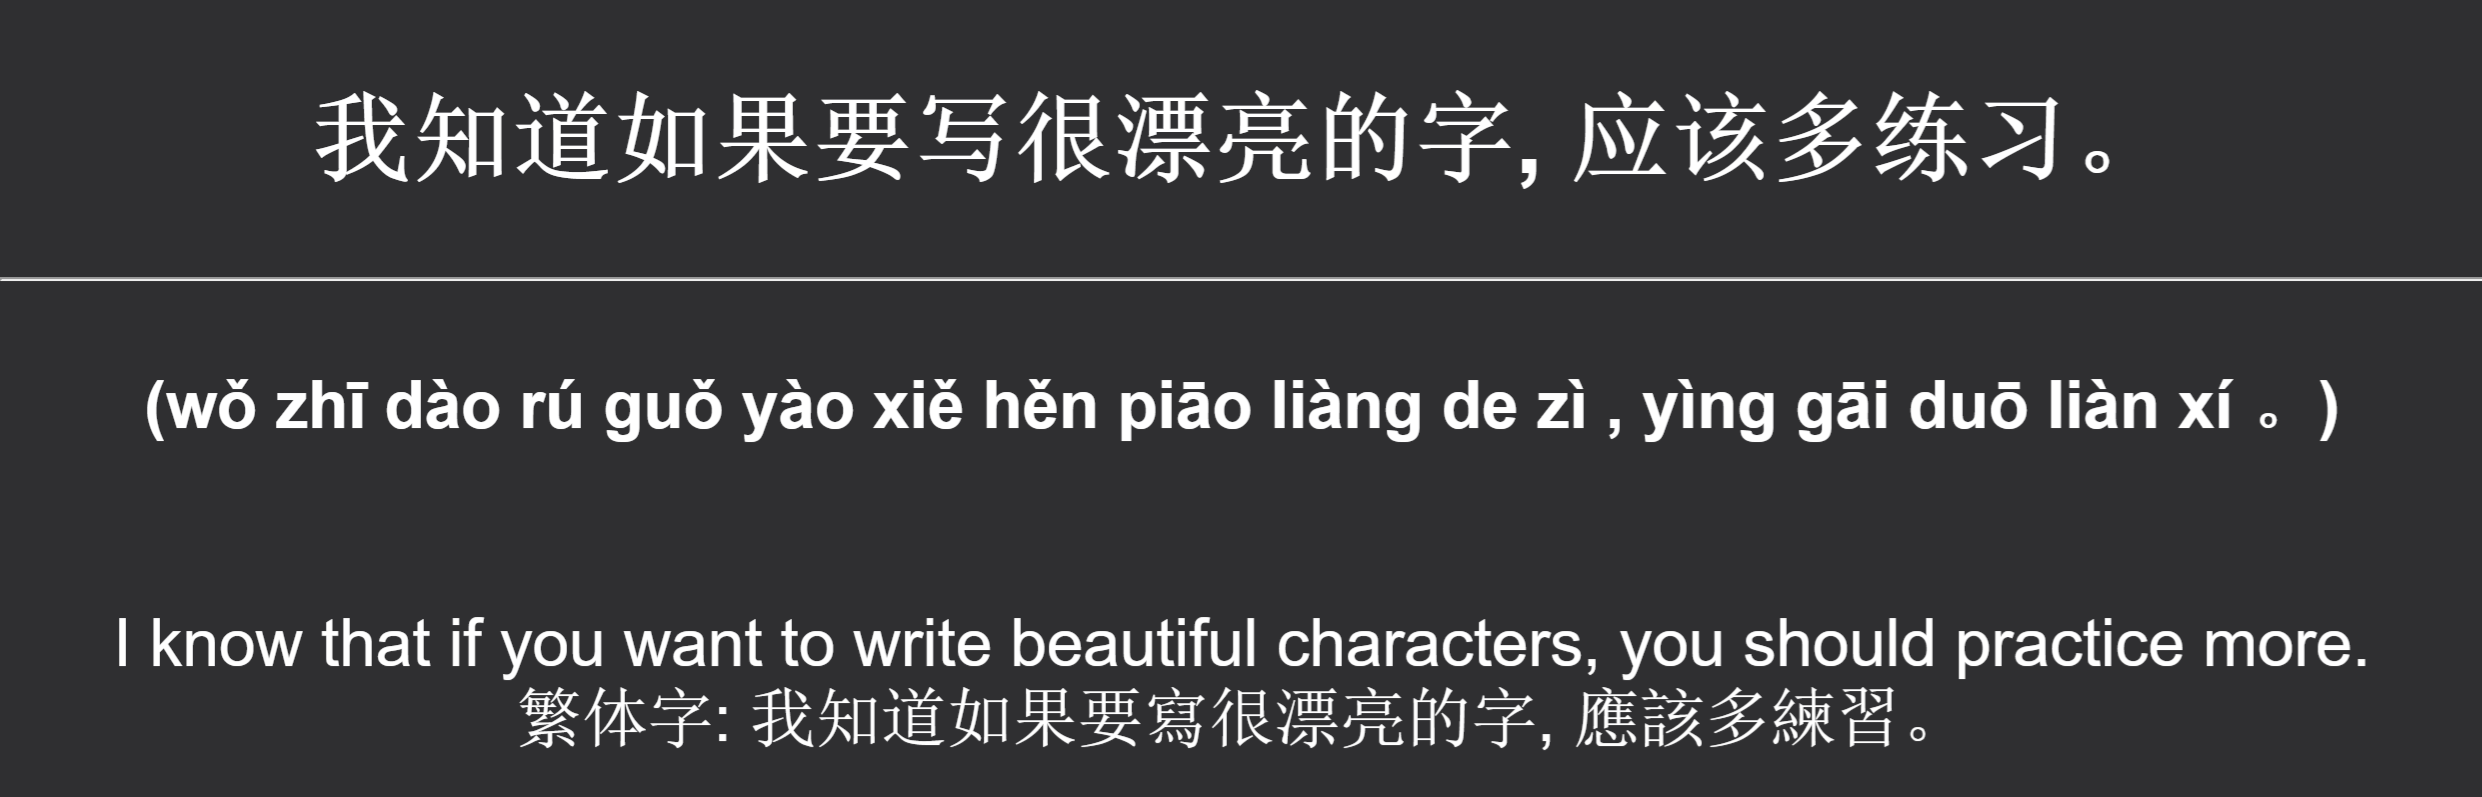 我知道如果要写很漂亮的字, 应该多练习。
(wǒ zhī dào rú guǒ yào xiě hěn piāo liàng de zì , yìng gāi duō liàn xí 。)
I know that if you want to write beautiful characters, you should practice more.
繁体字: 我知道如果要寫很漂亮的字, 應該多練習。